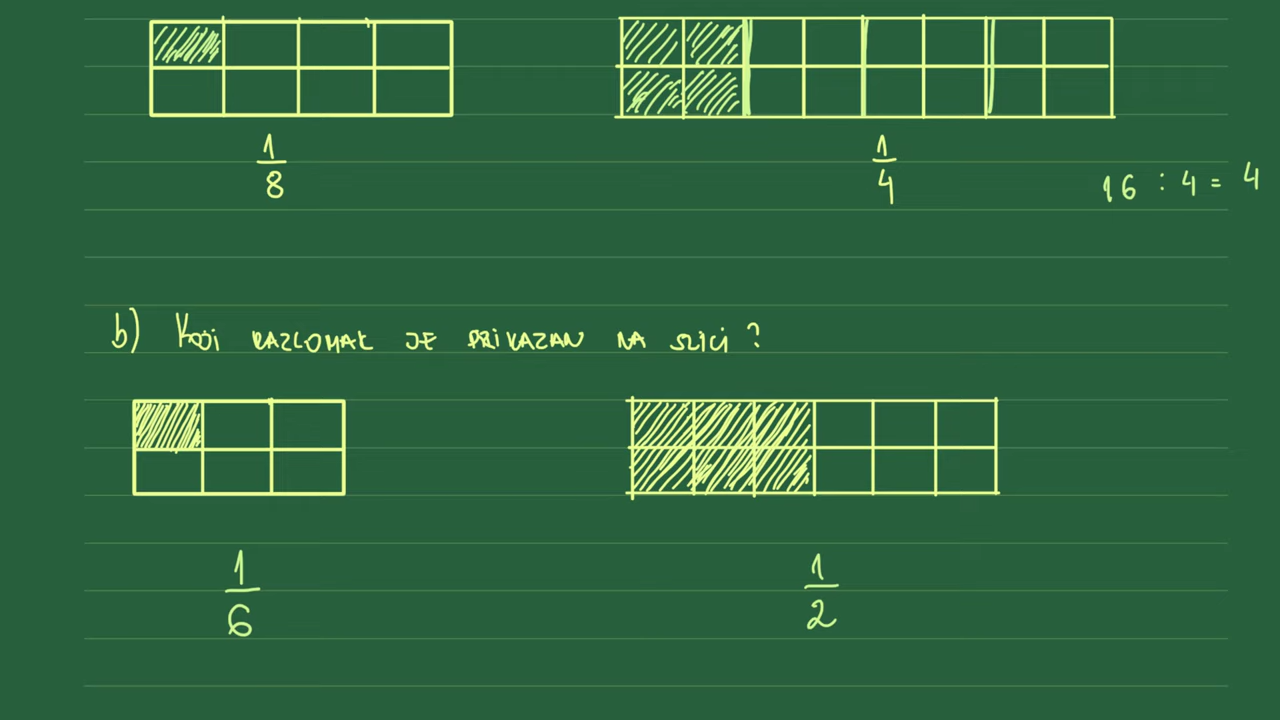 1/8
1/4
16 : 4 = 4
b) Koji RAZLOMAK JE PRIKAZAN NA SLICI?
1/6
1/2